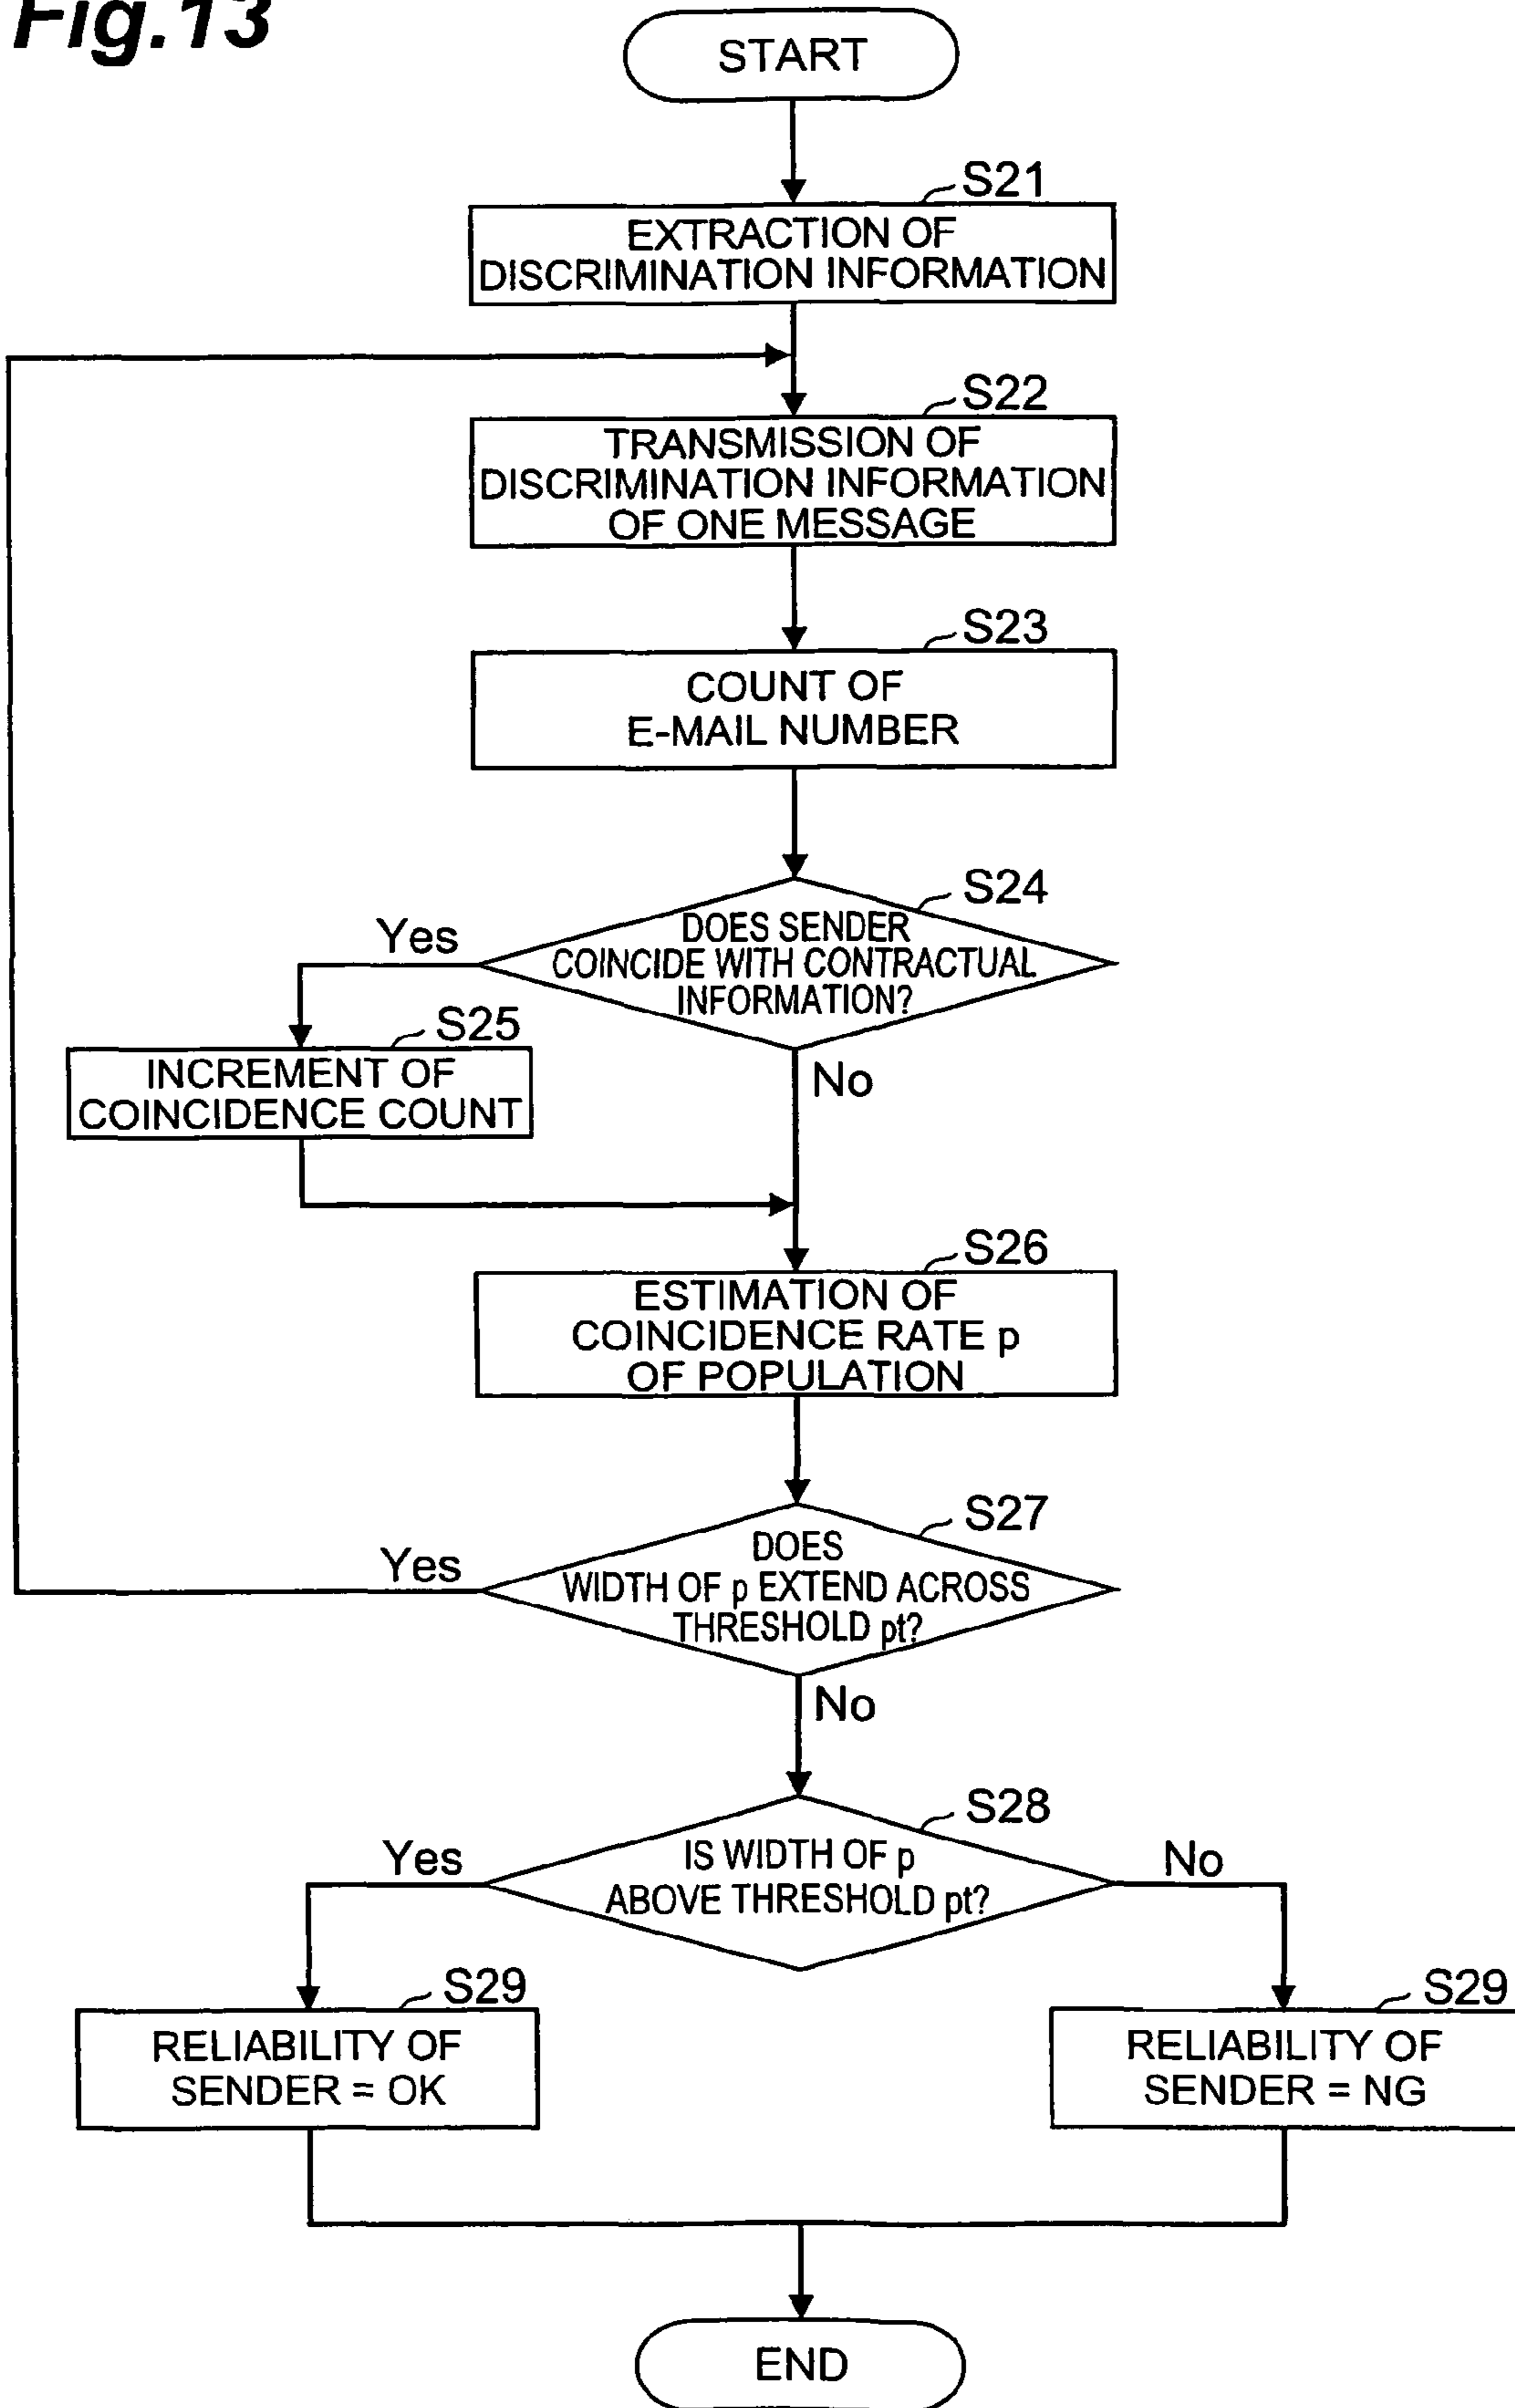 Fig.13
START
S21
EXTRACTION OF
DISCRIMINATION INFORMATION
S22
TRANSMISSION OF
DISCRIMINATION INFORMATION
OF ONE MESSAGE
S23
COUNT OF
E-MAIL NUMBER
S24
DOES SENDER
COINCIDE WITH CONTRACTUAL
INFORMATION?
Yes
No
S25
INCREMENT OF
COINCIDENCE COUNT
S26
ESTIMATION OF
COINCIDENCE RATE p
OF POPULATION
S27
DOES
WIDTH OF p EXTEND ACROSS
THRESHOLD pt?
Yes
No
S28
IS WIDTH OF p
ABOVE THRESHOLD pt?
Yes
No
S29
RELIABILITY OF
SENDER = OK
S29
RELIABILITY OF
SENDER = NG
END